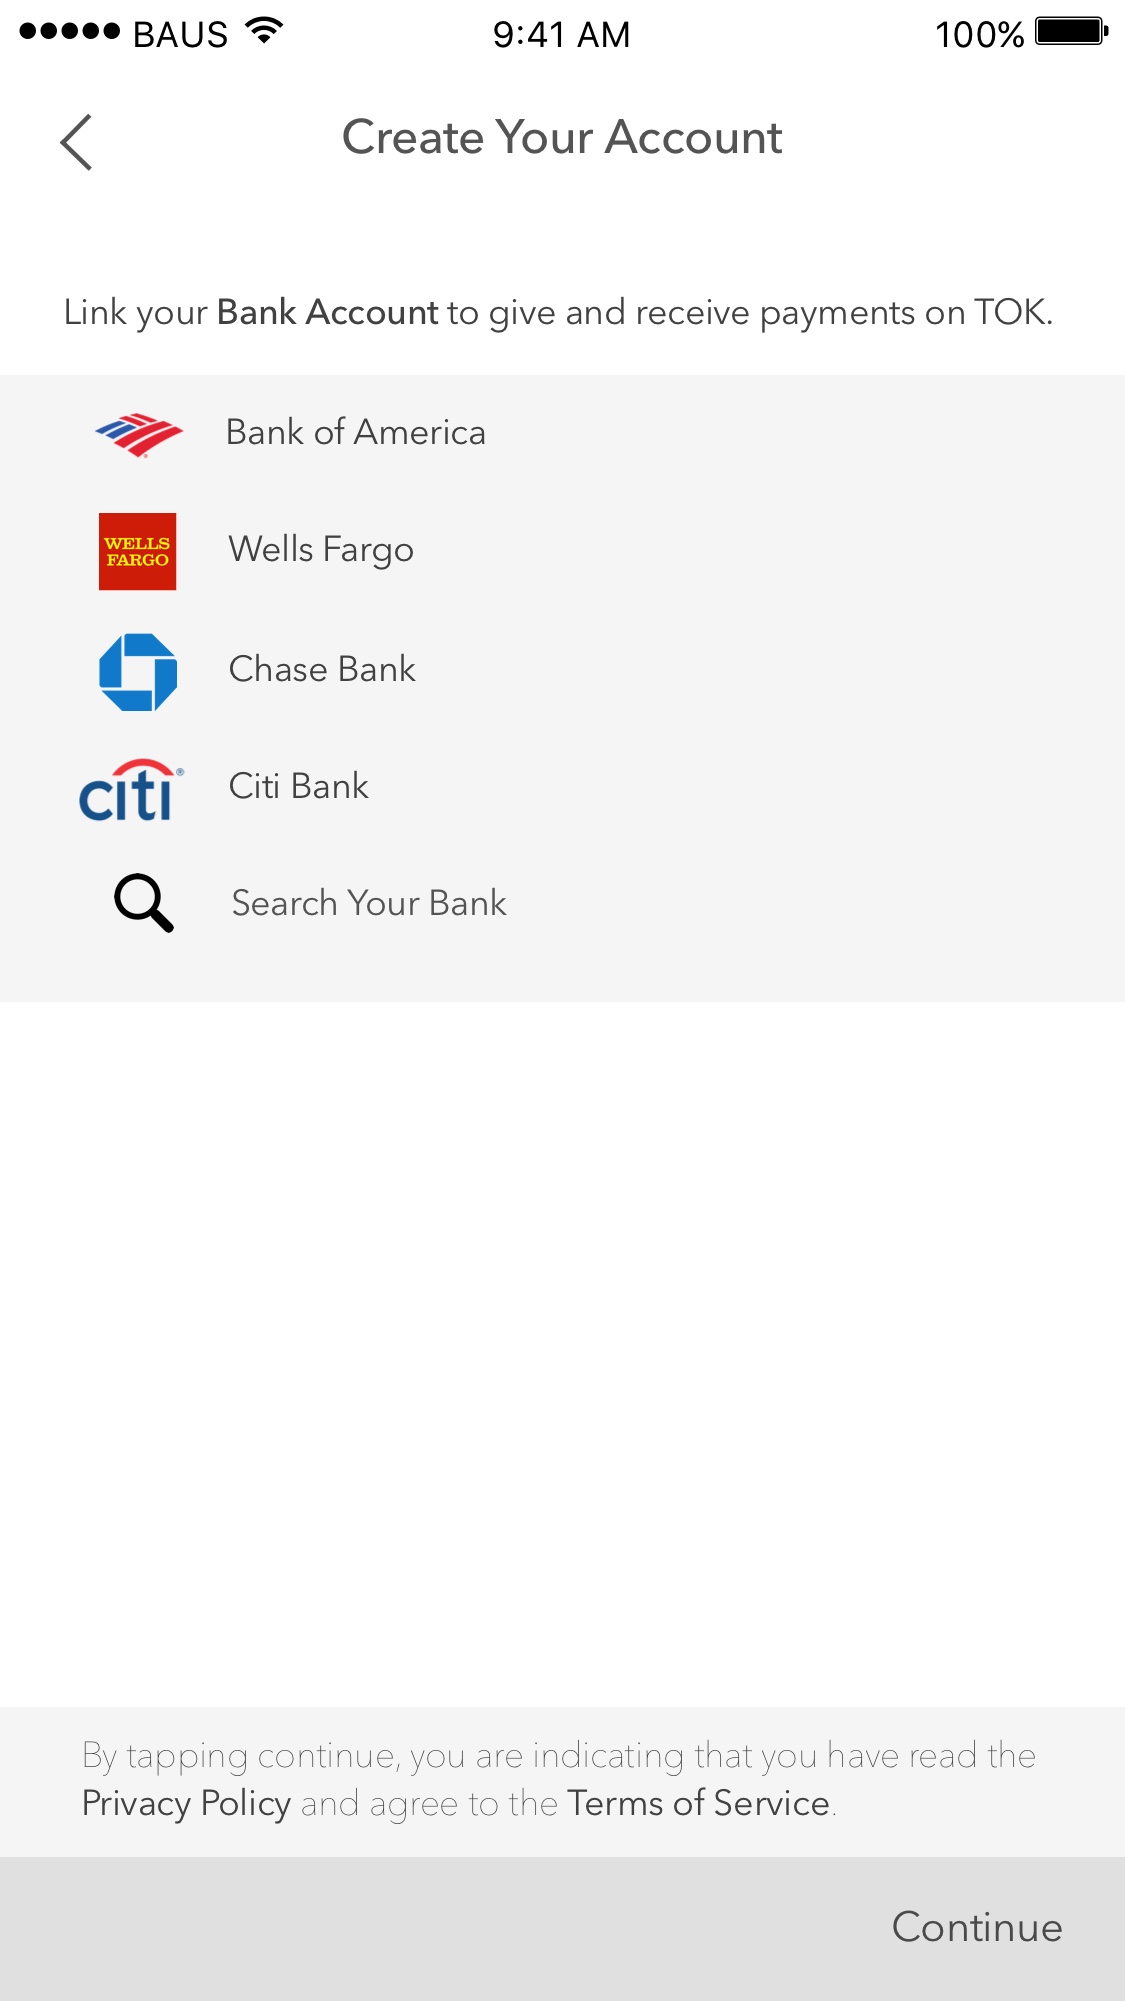 BAUS 9:41 AM 100%
Create Your Account
Link your Bank Account to give and receive payments on TOK.
Bank of America
WELLS
FARGO
Wells Fargo
Chase Bank
citi®
Citi Bank
Search Your Bank
By tapping continue, you are indicating that you have read the
Privacy Policy and agree to the Terms of Service.
Continue